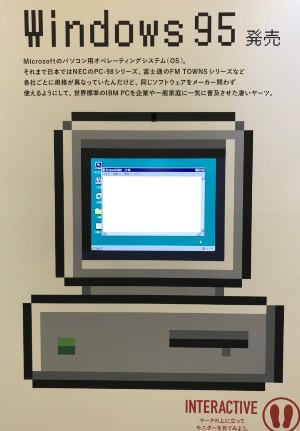 Windows 95 発売
Microsoftのパソコン用オペレーティングシステム（OS）。
それまで日本ではNECのPC-98シリーズ、富士通のFM TOWNSシリーズなど
各社ごとに規格が異なっていたんだけど、同じソフトウェアをメーカー問わず
使えるようにして、世界標準のIBM PCを企業や一般家庭に一気に普及させた凄いヤーツ。
INTERACTIVE
マークの上に立って
モニターを見てみよう。